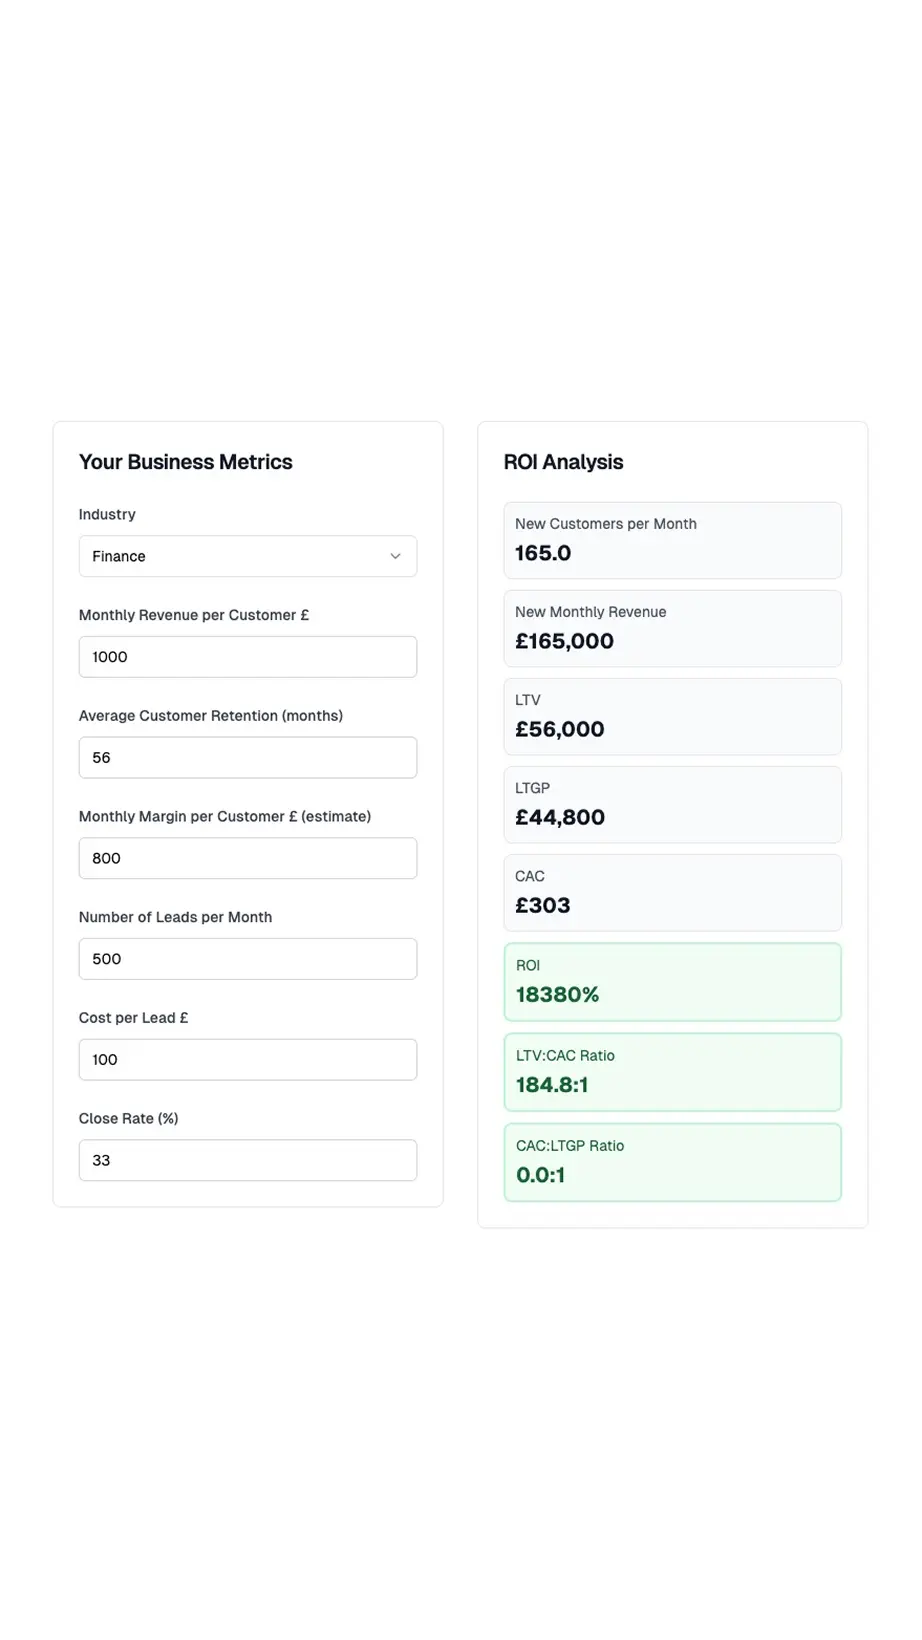 Your Business Metrics
Industry
Finance
Monthly Revenue per Customer £
1000
Average Customer Retention (months)
56
Monthly Margin per Customer £ (estimate)
800
Number of Leads per Month
500
Cost per Lead £
100
Close Rate (%)
33
ROI Analysis
New Customers per Month
165.0
New Monthly Revenue
£165,000
LTV
£56,000
LTGP
£44,800
CAC
£303
ROI
18380%
LTV:CAC Ratio
184.8:1
CAC:LTGP Ratio
0.0:1